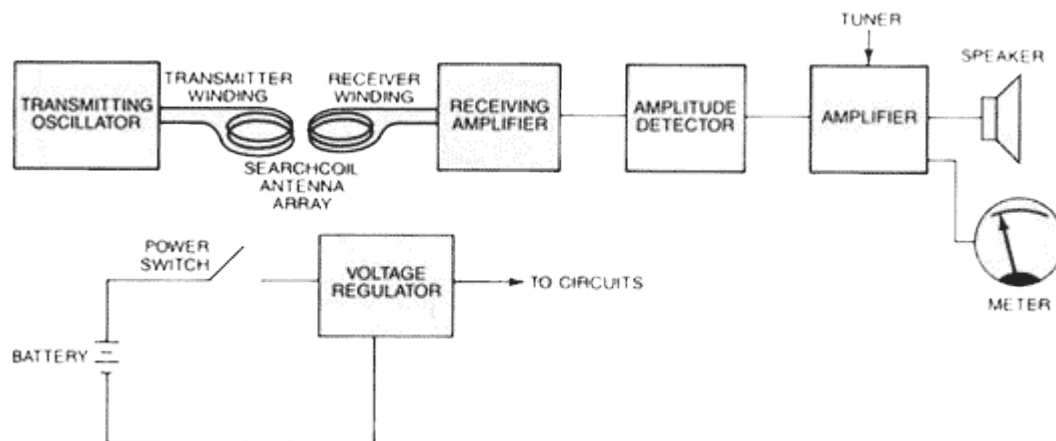 TUNER
SPEAKER
TRANSMITTING
OSCILLATOR
TRANSMITTER
WINDING
RECEIVER
WINDING
RECEIVING
AMPLIFIER
AMPLITUDE
DETECTOR
AMPLIFIER
SEARCHCOIL
ANTENNA
ARRAY
POWER
SWITCH
VOLTAGE
REGULATOR
TO CIRCUITS
METER
BATTERY